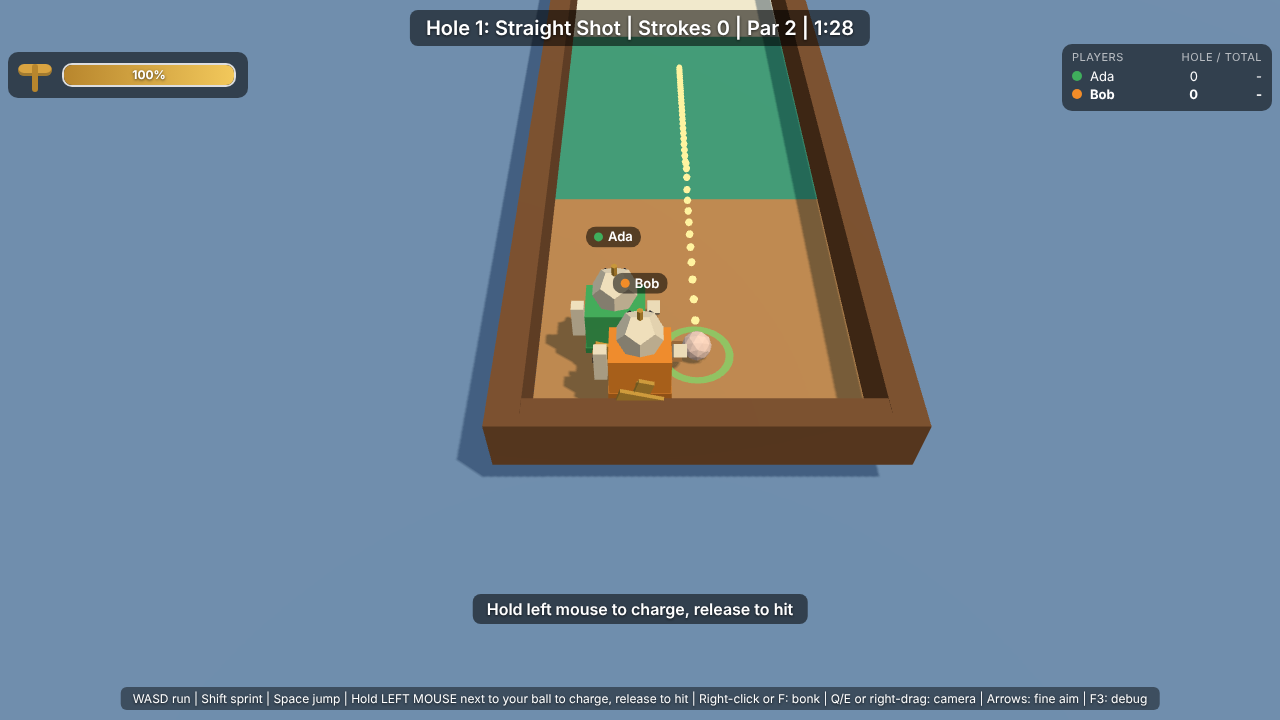 Hole 1: Straight Shot | Strokes 0 | Par 2 | 1:28
100%
PLAYERS HOLE / TOTAL
Ada 0 -
Bob 0 -
Ada
Bob
Hold left mouse to charge, release to hit
WASD run | Shift sprint | Space jump | Hold LEFT MOUSE next to your ball to charge, release to hit | Right-click or F: bonk | Q/E or right-drag: camera | Arrows: fine aim | F3: debug